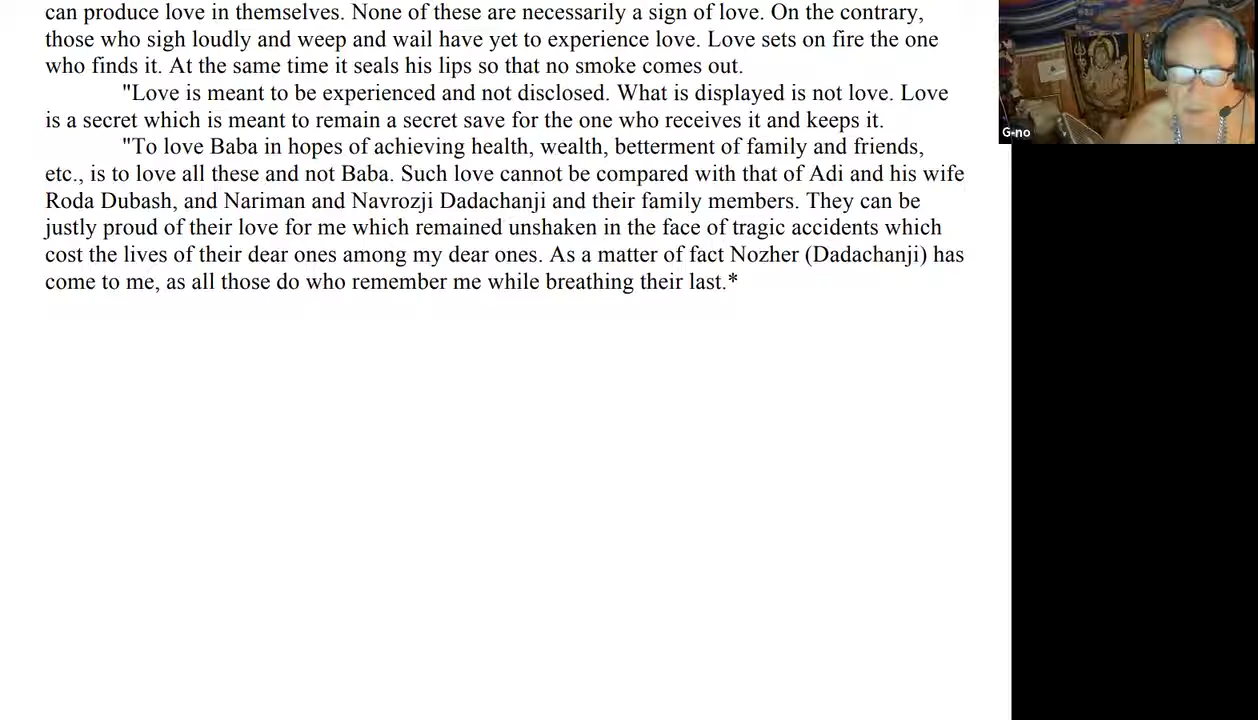 can produce love in themselves. None of these are necessarily a sign of love. On the contrary,
those who sigh loudly and weep and wail have yet to experience love. Love sets on fire the one
who finds it. At the same time it seals his lips so that no smoke comes out.
"Love is meant to be experienced and not disclosed. What is displayed is not love. Love
is a secret which is meant to remain a secret save for the one who receives it and keeps it.
"To love Baba in hopes of achieving health, wealth, betterment of family and friends,
etc., is to love all these and not Baba. Such love cannot be compared with that of Adi and his wife
Roda Dubash, and Nariman and Navrozji Dadachanji and their family members. They can be
justly proud of their love for me which remained unshaken in the face of tragic accidents which
cost the lives of their dear ones among my dear ones. As a matter of fact Nozher (Dadachanji) has
come to me, as all those do who remember me while breathing their last.*
G-no